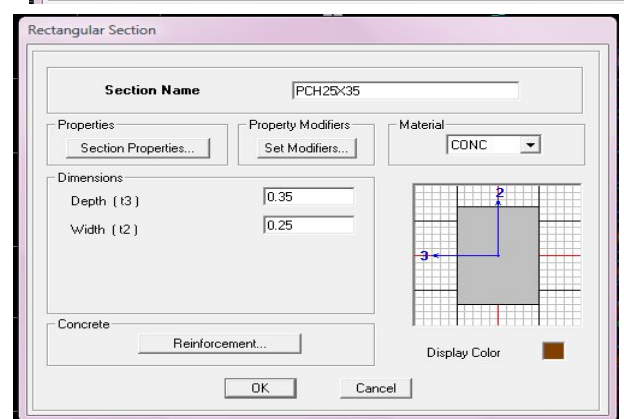 Rectangular Section
Section Name PCH25X35
Properties Property Modifiers Material
Section Properties... Set Modifiers... CONC
Dimensions
Depth ( t3 ) 0.35
Width ( t2 ) 0.25
2
3
Concrete
Reinforcement...
Display Color
OK Cancel